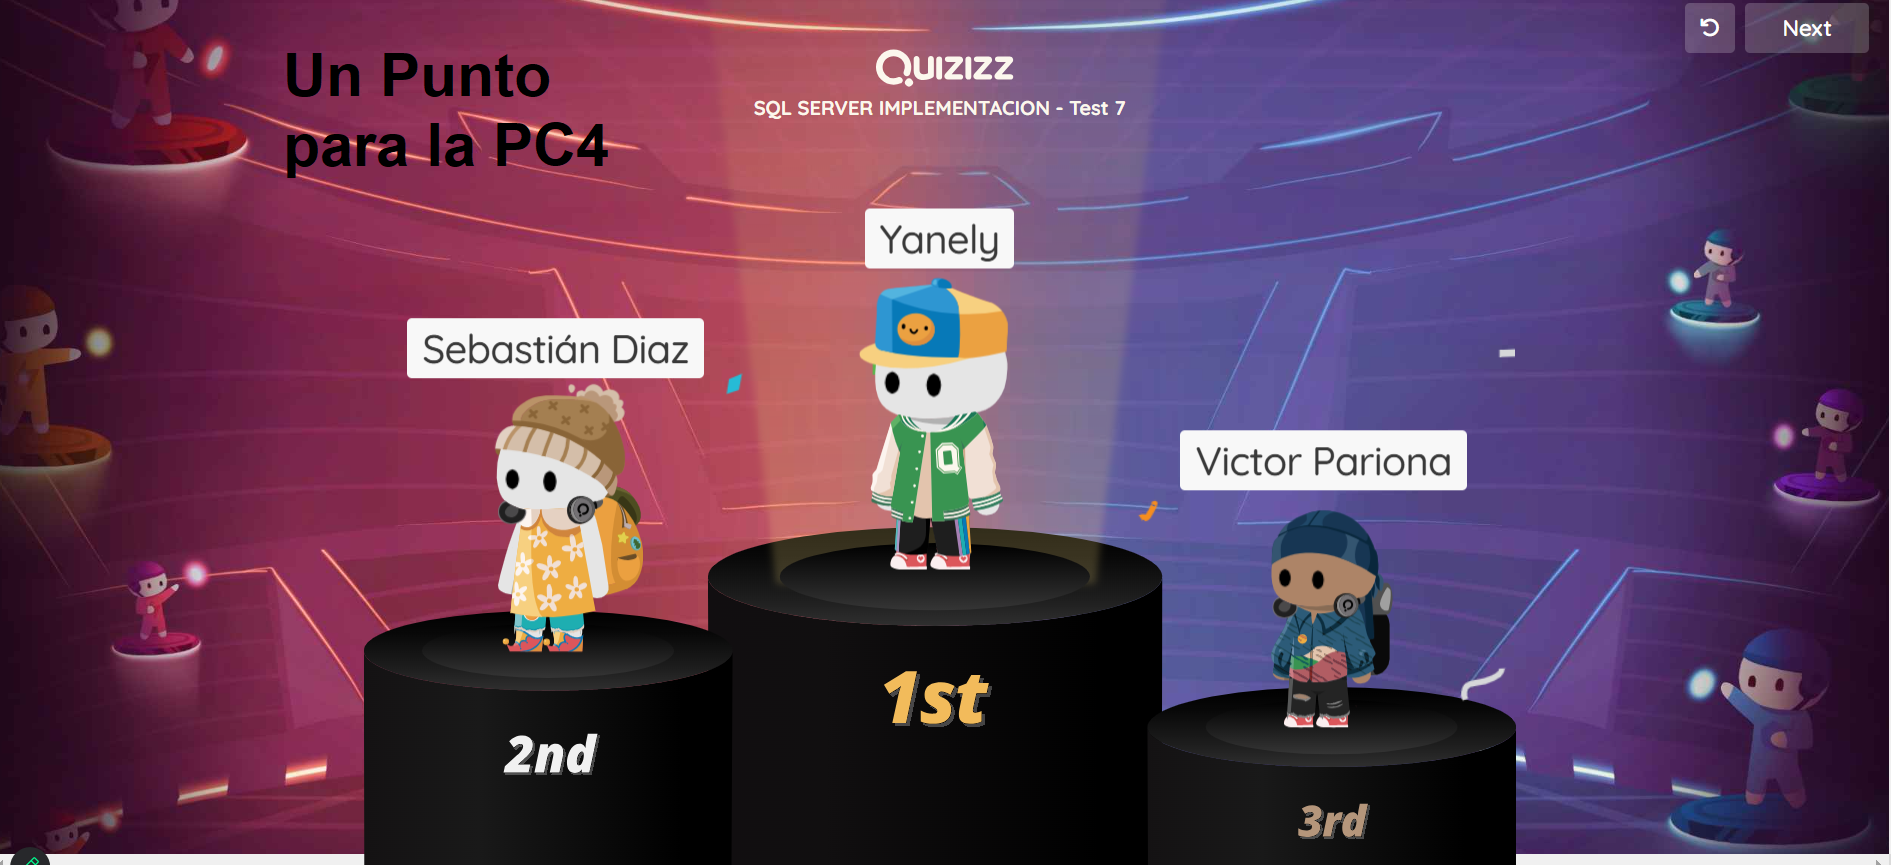 Next
Un Punto
para la PC4
QUIZIZZ
SQL SERVER IMPLEMENTACION - Test 7
Yanely
Sebastián Diaz
Victor Pariona
Q
1st
2nd
3rd